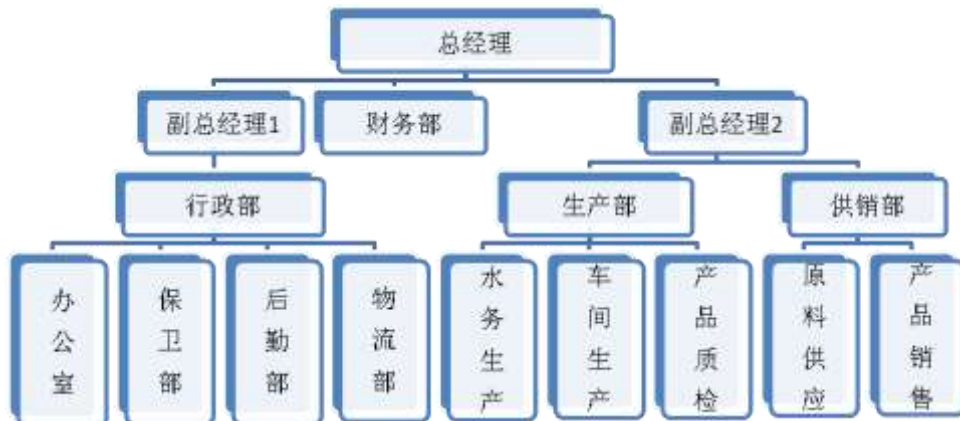 总经理
副总经理1
财务部
副总经理2
行政部
生产部
供销部
办公室
保卫部
后勤部
物流部
水务生产
车间生产
产品质检
原料供应
产品销售